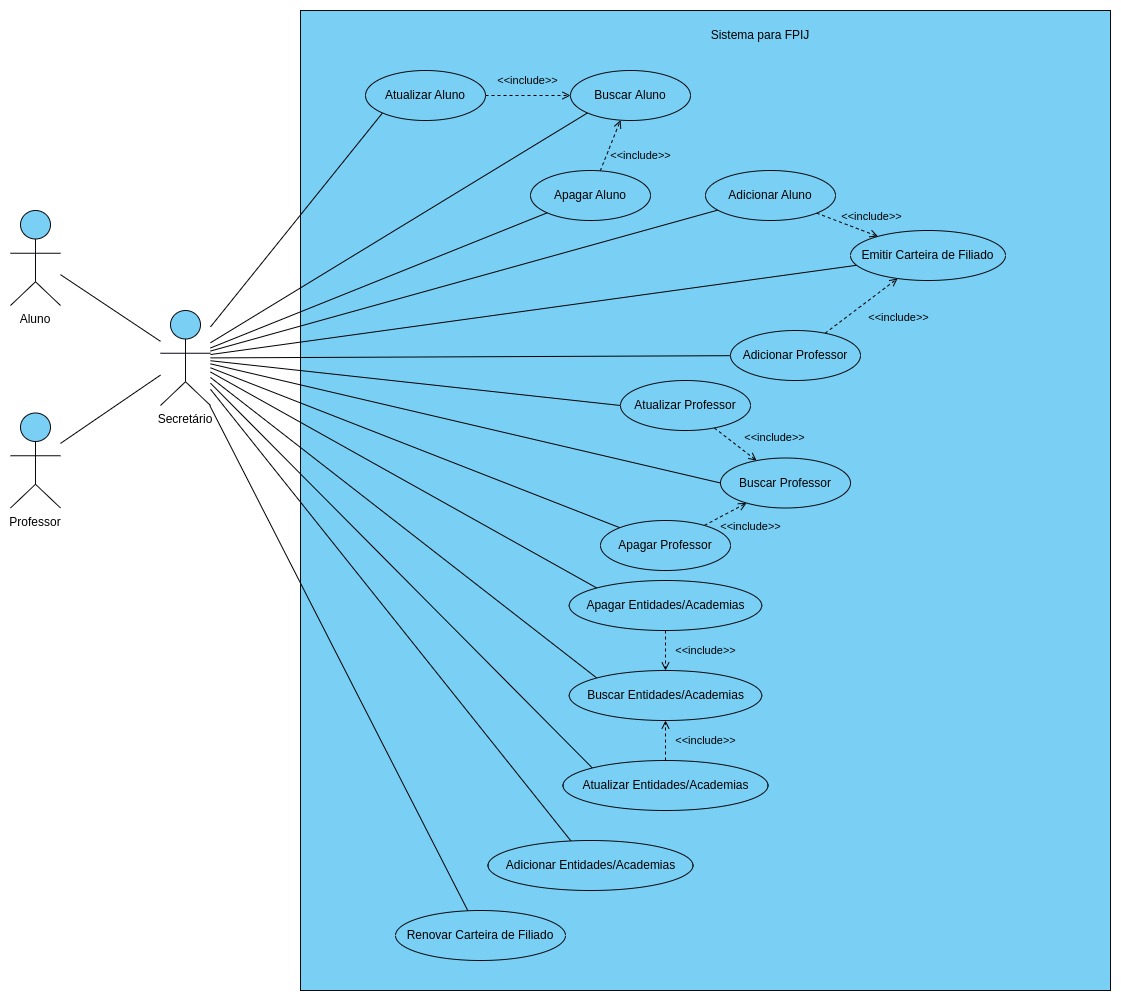 Sistema para FPIJ
Atualizar Aluno
<<include>>
Buscar Aluno
<<include>>
Apagar Aluno
Adicionar Aluno
<<include>>
Emitir Carteira de Filiado
<<include>>
Aluno
Adicionar Professor
Secretário
Atualizar Professor
<<include>>
Buscar Professor
Professor
<<include>>
Apagar Professor
Apagar Entidades/Academias
<<include>>
Buscar Entidades/Academias
<<include>>
Atualizar Entidades/Academias
Adicionar Entidades/Academias
Renovar Carteira de Filiado